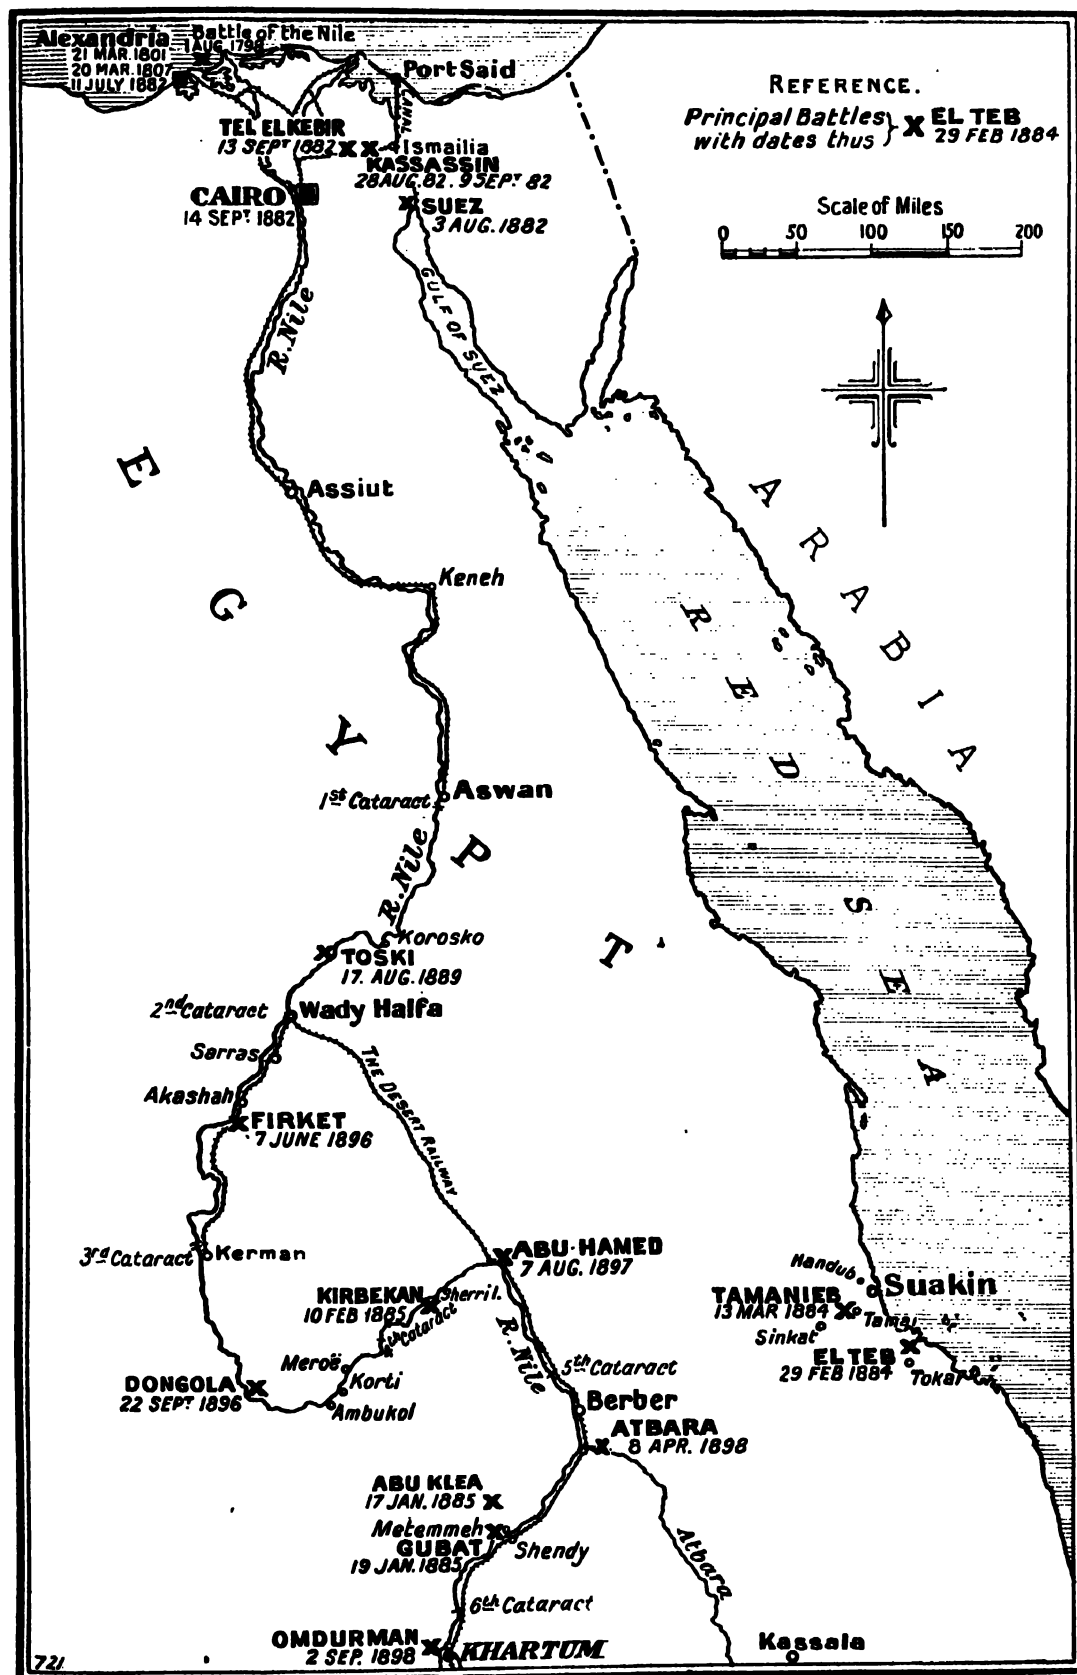 Alexandria
21 MAR. 1801
20 MAR. 1807
11 JULY 1882
Battle of the Nile
1 AUG. 1798
Port Said
CANAL
TEL EL KEBIR
13 SEPT. 1882
Ismailia
KASSASSIN
28 AUG. 82. 9 SEPT. 82
CAIRO
14 SEPT. 1882
SUEZ
3 AUG. 1882
REFERENCE.
Principal Battles
with dates thus
EL TEB
29 FEB 1884
Scale of Miles
0 50 100 150 200
GULF OF SUEZ
R. Nile
EGYPT
Assiut
Keneh
ARABIA
RED SEA
1st Cataract
Aswan
R. Nile
Korosko
TOSKI
17. AUG. 1889
2nd Cataract
Wady Halfa
Sarras
THE DESERT RAILWAY
Akashah
FIRKET
7 JUNE 1896
3rd Cataract
Kerman
ABU-HAMED
7 AUG. 1897
KIRBEKAN
10 FEB 1885
Sherri I.
4th Cataract
R. Nile
Meroë
Korti
Ambukol
DONGOLA
22 SEPT 1896
5th Cataract
Berber
ATBARA
8 APR. 1898
Handub
Suakin
TAMANIEB
13 MAR 1884
Tamai
Sinkat
EL TEB
29 FEB 1884
Tokar
ABU KLEA
17 JAN. 1885
Metemmeh
GUBAT
19 JAN. 1885
Shendy
Atbara
6th Cataract
OMDURMAN
2 SEP. 1898
KHARTUM
Kassala
721.